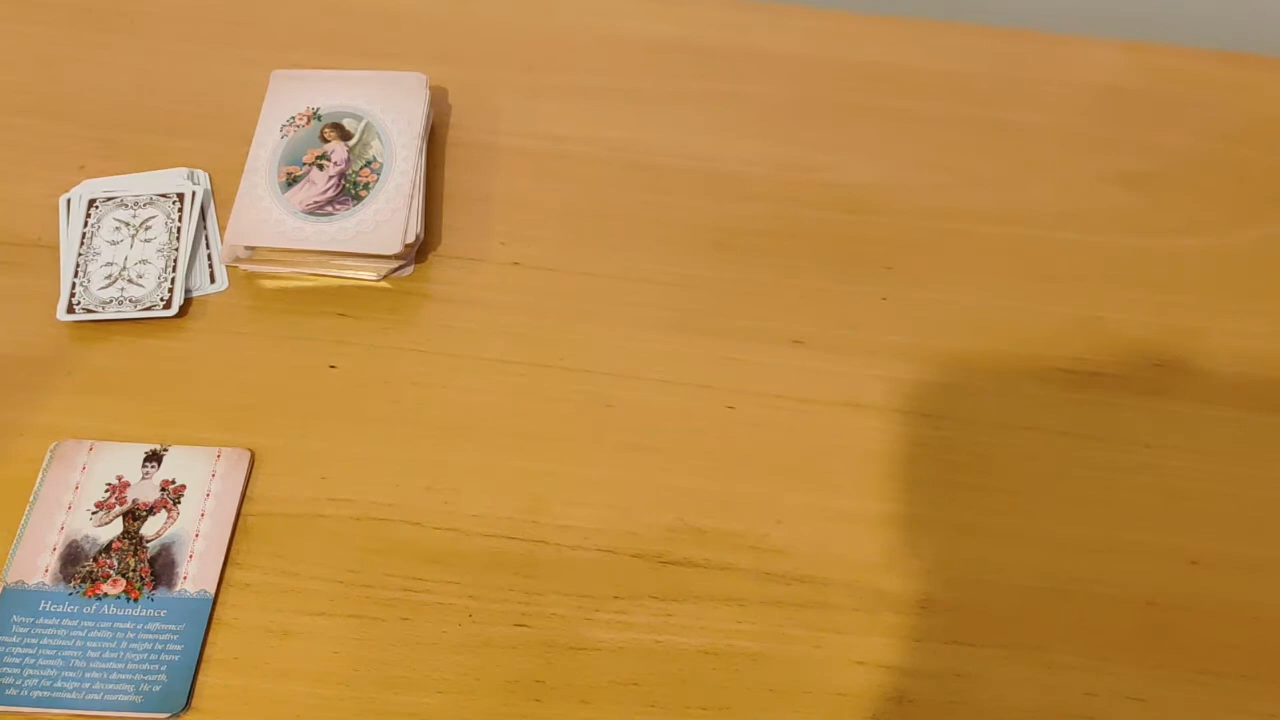 Healer of Abundance
Never doubt that you can make a difference!
Your creativity and ability to be innovative
make you destined to succeed. It might be time
expand your career, but don't forget to leave
time for family. This situation involves a
person (possibly you!) who's down-to-earth,
with a gift for design or decorating. He or
she is open-minded and nurturing.